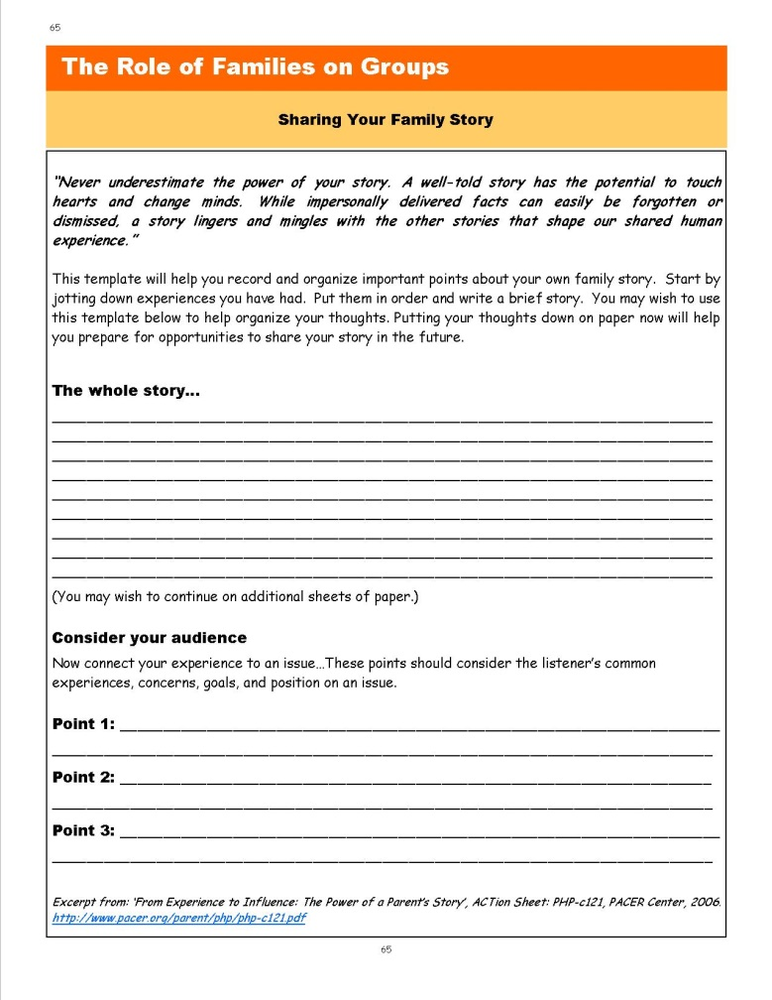 65
The Role of Families on Groups
Sharing Your Family Story
"Never underestimate the power of your story. A well-told story has the potential to touch
hearts and change minds. While impersonally delivered facts can easily be forgotten or
dismissed, a story lingers and mingles with the other stories that shape our shared human
experience."
This template will help you record and organize important points about your own family story. Start by
jotting down experiences you have had. Put them in order and write a brief story. You may wish to use
this template below to help organize your thoughts. Putting your thoughts down on paper now will help
you prepare for opportunities to share your story in the future.
The whole story...
(You may wish to continue on additional sheets of paper.)
Consider your audience
Now connect your experience to an issue...These points should consider the listener's common
experiences, concerns, goals, and position on an issue.
Point 1:
Point 2:
Point 3:
Excerpt from: 'From Experience to Influence: The Power of a Parent's Story', ACTion Sheet: PHP-c121, PACER Center, 2006.
http://www.pacer.org/parent/php/php-c121.pdf
65